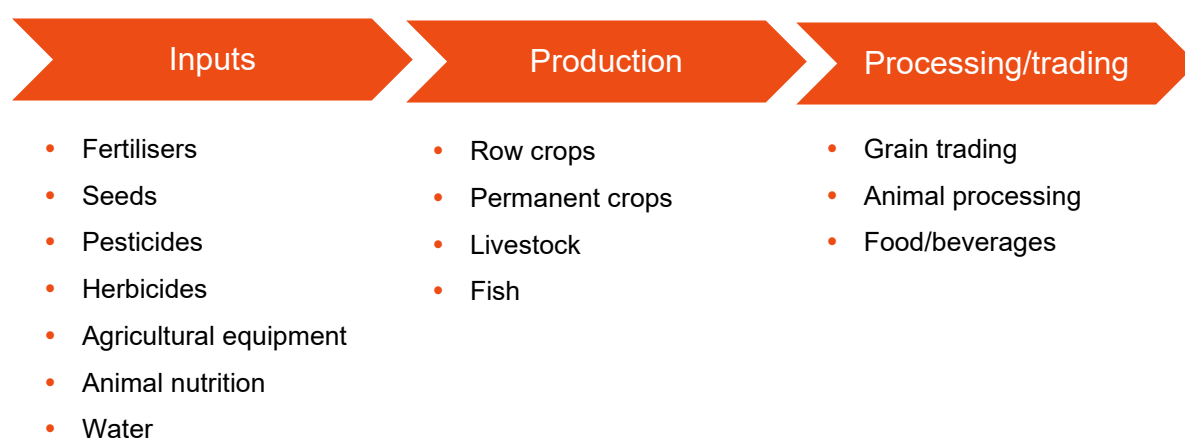 Inputs
Fertilisers
Seeds
Pesticides
Herbicides
Agricultural equipment
Animal nutrition
Water
Production
Row crops
Permanent crops
Livestock
Fish
Processing/trading
Grain trading
Animal processing
Food/beverages